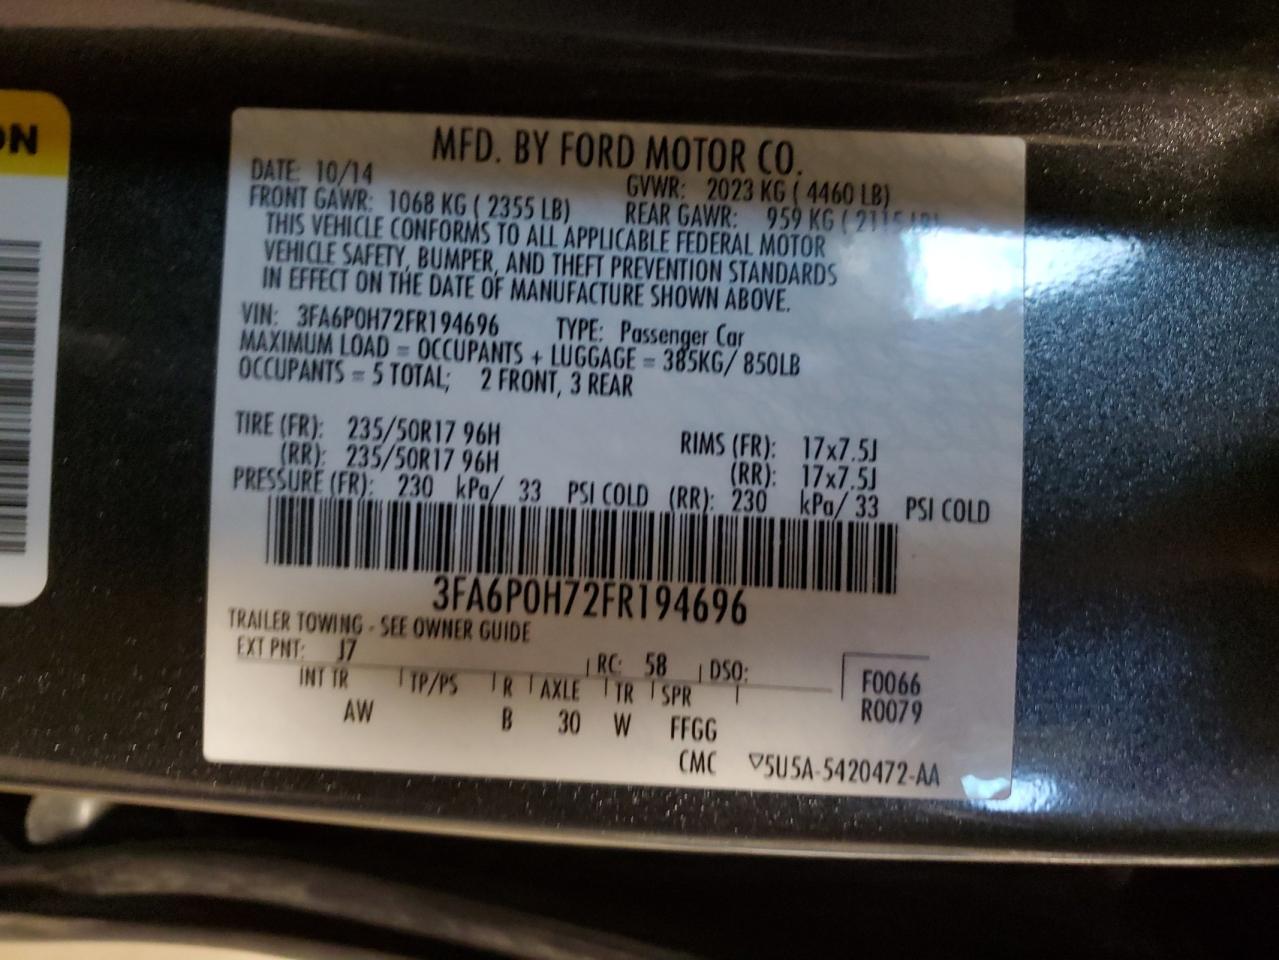 ON
MFD. BY FORD MOTOR CO.
DATE: 10/14 GVWR: 2023 KG ( 4460 LB)
FRONT GAWR: 1068 KG ( 2355 LB) REAR GAWR: 959 KG ( 2115 LB)
THIS VEHICLE CONFORMS TO ALL APPLICABLE FEDERAL MOTOR
VEHICLE SAFETY, BUMPER, AND THEFT PREVENTION STANDARDS
IN EFFECT ON THE DATE OF MANUFACTURE SHOWN ABOVE.
VIN: 3FA6P0H72FR194696 TYPE: Passenger Car
MAXIMUM LOAD = OCCUPANTS + LUGGAGE = 385KG/ 850LB
OCCUPANTS = 5 TOTAL; 2 FRONT, 3 REAR
TIRE (FR): 235/50R17 96H RIMS (FR): 17x7.5J
(RR): 235/50R17 96H (RR): 17x7.5J
PRESSURE (FR): 230 kPa/ 33 PSI COLD (RR): 230 kPa/ 33 PSI COLD
3FA6P0H72FR194696
TRAILER TOWING - SEE OWNER GUIDE
EXT PNT: J7 RC: 58 DSO:
INT TR TP/PS R AXLE TR SPR F0066
AW B 30 W FFGG R0079
CMC ▽5U5A-5420472-AA